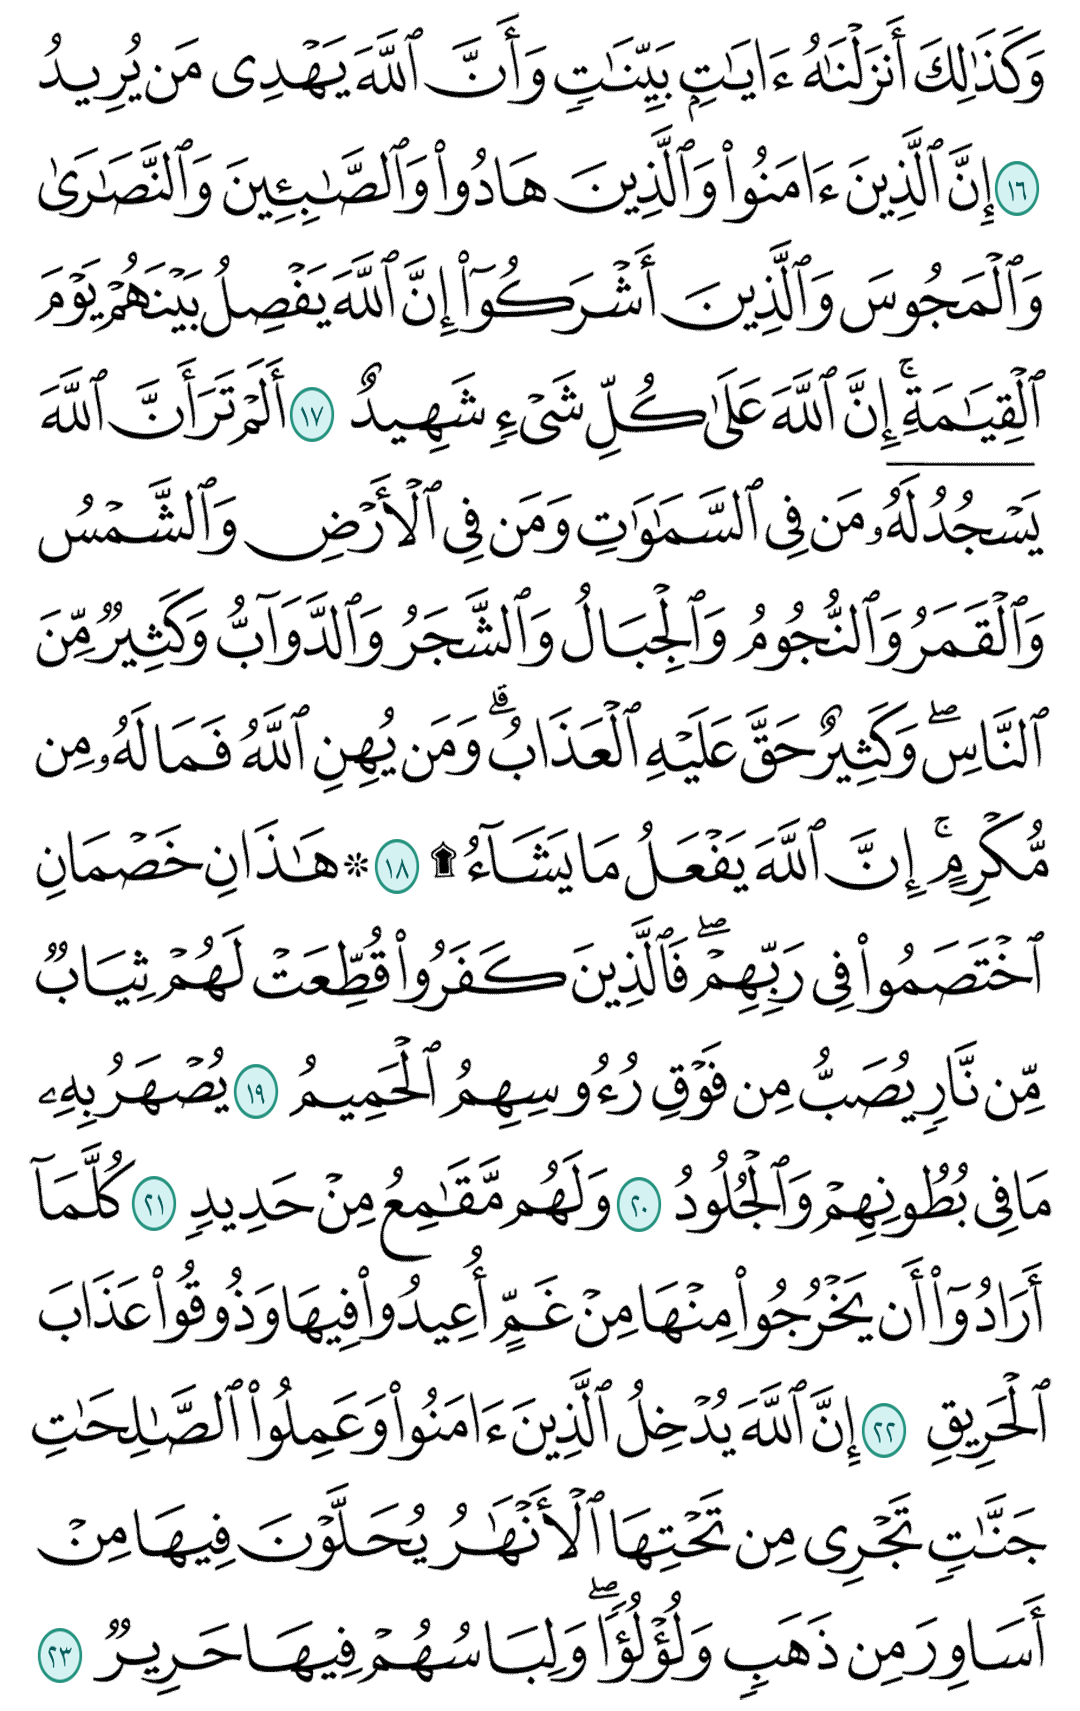 وَكَذَٰلِكَ أَنزَلْنَٰهُ ءَايَٰتٍۭ بَيِّنَٰتٍ وَأَنَّ ٱللَّهَ يَهْدِى مَن يُرِيدُ
١٦ إِنَّ ٱلَّذِينَ ءَامَنُوا۟ وَٱلَّذِينَ هَادُوا۟ وَٱلصَّٰبِـِٔينَ وَٱلنَّصَٰرَىٰ
وَٱلْمَجُوسَ وَٱلَّذِينَ أَشْرَكُوٓا۟ إِنَّ ٱللَّهَ يَفْصِلُ بَيْنَهُمْ يَوْمَ
ٱلْقِيَٰمَةِ ۚ إِنَّ ٱللَّهَ عَلَىٰ كُلِّ شَىْءٍ شَهِيدٌ ١٧ أَلَمْ تَرَ أَنَّ ٱللَّهَ
يَسْجُدُ لَهُۥ مَن فِى ٱلسَّمَٰوَٰتِ وَمَن فِى ٱلْأَرْضِ وَٱلشَّمْسُ
وَٱلْقَمَرُ وَٱلنُّجُومُ وَٱلْجِبَالُ وَٱلشَّجَرُ وَٱلدَّوَآبُّ وَكَثِيرٌ مِّنَ
ٱلنَّاسِ ۖ وَكَثِيرٌ حَقَّ عَلَيْهِ ٱلْعَذَابُ ۗ وَمَن يُهِنِ ٱللَّهُ فَمَا لَهُۥ مِن
مُّكْرِمٍ ۚ إِنَّ ٱللَّهَ يَفْعَلُ مَا يَشَآءُ ۩ ١٨ ۞ هَٰذَانِ خَصْمَانِ
ٱخْتَصَمُوا۟ فِى رَبِّهِمْ ۖ فَٱلَّذِينَ كَفَرُوا۟ قُطِّعَتْ لَهُمْ ثِيَابٌ
مِّن نَّارٍ يُصَبُّ مِن فَوْقِ رُءُوسِهِمُ ٱلْحَمِيمُ ١٩ يُصْهَرُ بِهِۦ
مَا فِى بُطُونِهِمْ وَٱلْجُلُودُ ٢٠ وَلَهُم مَّقَٰمِعُ مِنْ حَدِيدٍ ٢١ كُلَّمَآ
أَرَادُوٓا۟ أَن يَخْرُجُوا۟ مِنْهَا مِنْ غَمٍّ أُعِيدُوا۟ فِيهَا وَذُوقُوا۟ عَذَابَ
ٱلْحَرِيقِ ٢٢ إِنَّ ٱللَّهَ يُدْخِلُ ٱلَّذِينَ ءَامَنُوا۟ وَعَمِلُوا۟ ٱلصَّٰلِحَٰتِ
جَنَّٰتٍ تَجْرِى مِن تَحْتِهَا ٱلْأَنْهَٰرُ يُحَلَّوْنَ فِيهَا مِنْ
أَسَاوِرَ مِن ذَهَبٍ وَلُؤْلُؤًا ۖ وَلِبَاسُهُمْ فِيهَا حَرِيرٌ ٢٣